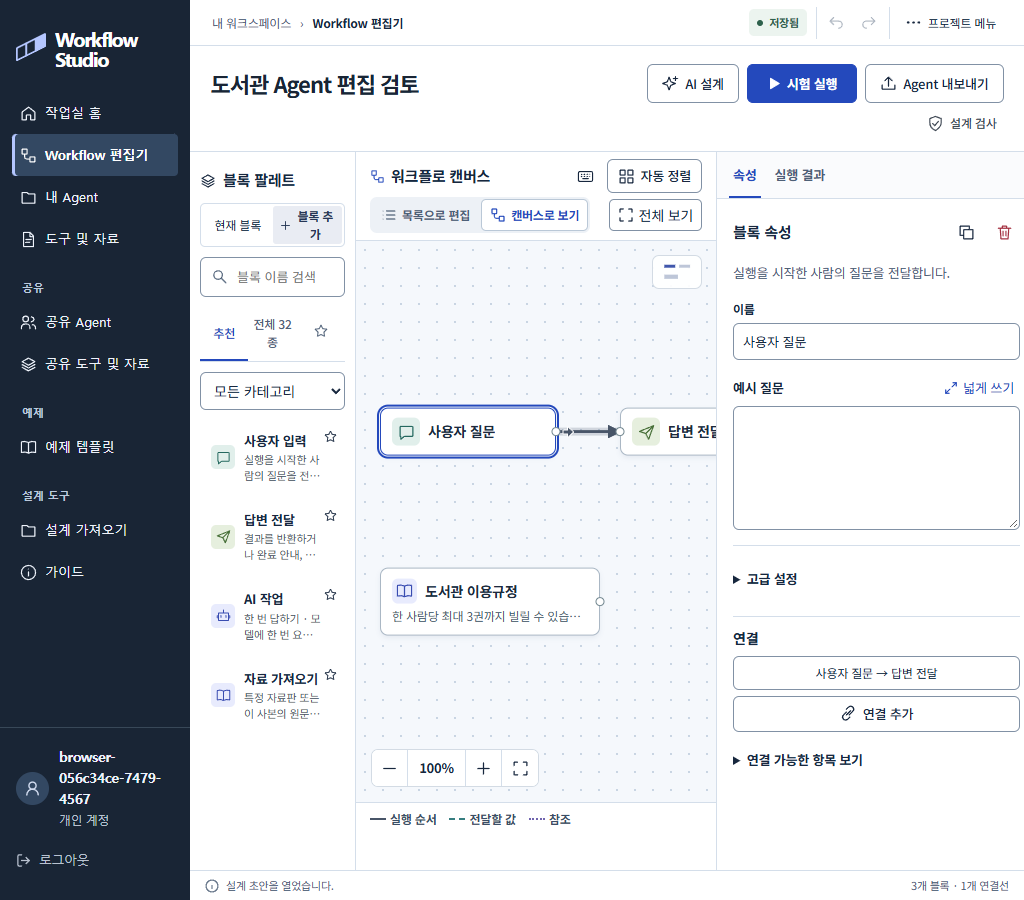 Workflow
Studio
작업실 홈
Workflow 편집기
내 Agent
도구 및 자료
공유
공유 Agent
공유 도구 및 자료
예제
예제 템플릿
설계 도구
설계 가져오기
가이드
browser-
056c34ce-7479-
4567
개인 계정
로그아웃
내 워크스페이스 › Workflow 편집기
저장됨
프로젝트 메뉴
도서관 Agent 편집 검토
AI 설계
시험 실행
Agent 내보내기
설계 검사
블록 팔레트
현재 블록
블록 추
가
블록 이름 검색
추천
전체 32
종
모든 카테고리
사용자 입력
실행을 시작한 사
람의 질문을 전…
답변 전달
결과를 반환하거
나 완료 안내, …
AI 작업
한 번 답하기 · 모
델에 한 번 요…
자료 가져오기
특정 자료판 또는
이 사본의 원문…
워크플로 캔버스
자동 정렬
목록으로 편집
캔버스로 보기
전체 보기
사용자 질문
답변 전달
도서관 이용규정
한 사람당 최대 3권까지 빌릴 수 있습…
100%
실행 순서
전달할 값
참조
속성
실행 결과
블록 속성
실행을 시작한 사람의 질문을 전달합니다.
이름
사용자 질문
예시 질문
넓게 쓰기
고급 설정
연결
사용자 질문 → 답변 전달
연결 추가
연결 가능한 항목 보기
설계 초안을 열었습니다.
3개 블록 · 1개 연결선